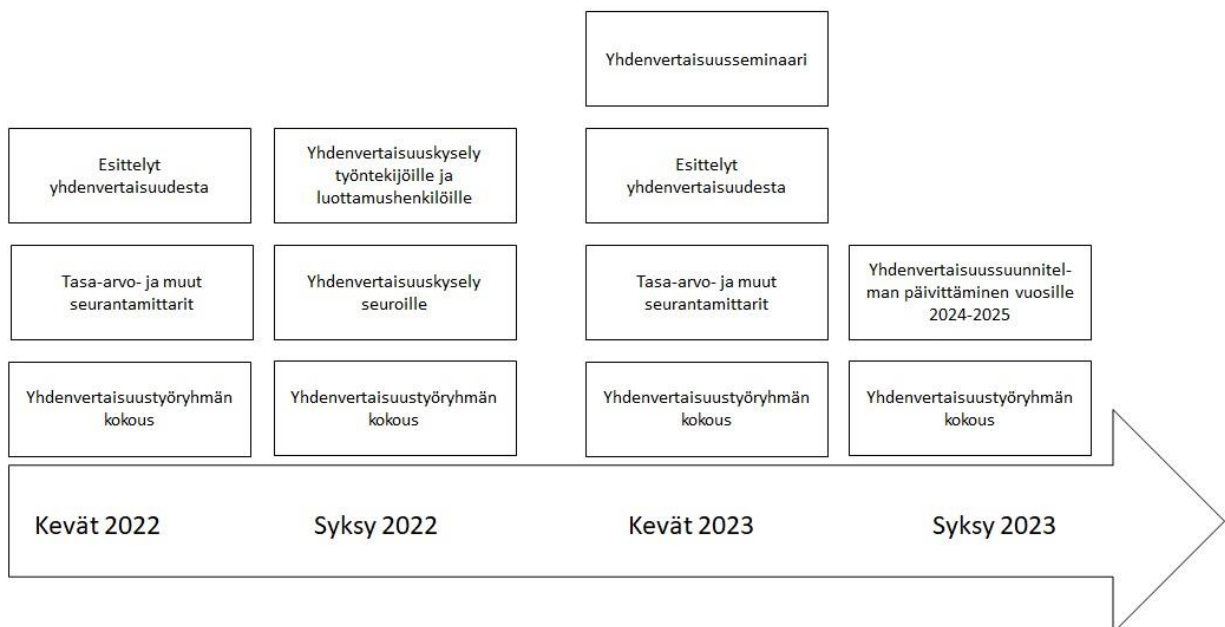 Yhdenvertaisuusseminaari
Esittelyt
yhdenvertaisuudesta
Yhdenvertaisuuskysely
työntekijöille ja
luottamushenkilöille
Esittelyt
yhdenvertaisuudesta
Tasa-arvo- ja muut
seurantamittarit
Yhdenvertaisuuskysely
seuroille
Tasa-arvo- ja muut
seurantamittarit
Yhdenvertaisuussuunnitel-
man päivittäminen vuosille
2024-2025
Yhdenvertaisuustyöryhmän
kokous
Yhdenvertaisuustyöryhmän
kokous
Yhdenvertaisuustyöryhmän
kokous
Yhdenvertaisuustyöryhmän
kokous
Kevät 2022
Syksy 2022
Kevät 2023
Syksy 2023